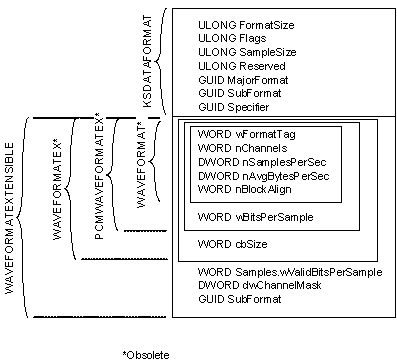 KSDATAFORMAT
ULONG FormatSize
ULONG Flags
ULONG SampleSize
ULONG Reserved
GUID MajorFormat
GUID SubFormat
GUID Specifier
WAVEFORMATEXTENSIBLE
WAVEFORMATEX*
PCMWAVEFORMATEX*
WAVEFORMAT*
WORD wFormatTag
WORD nChannels
DWORD nSamplesPerSec
DWORD nAvgBytesPerSec
WORD nBlockAlign
WORD wBitsPerSample
WORD cbSize
WORD Samples.wValidBitsPerSample
DWORD dwChannelMask
GUID SubFormat
*Obsolete